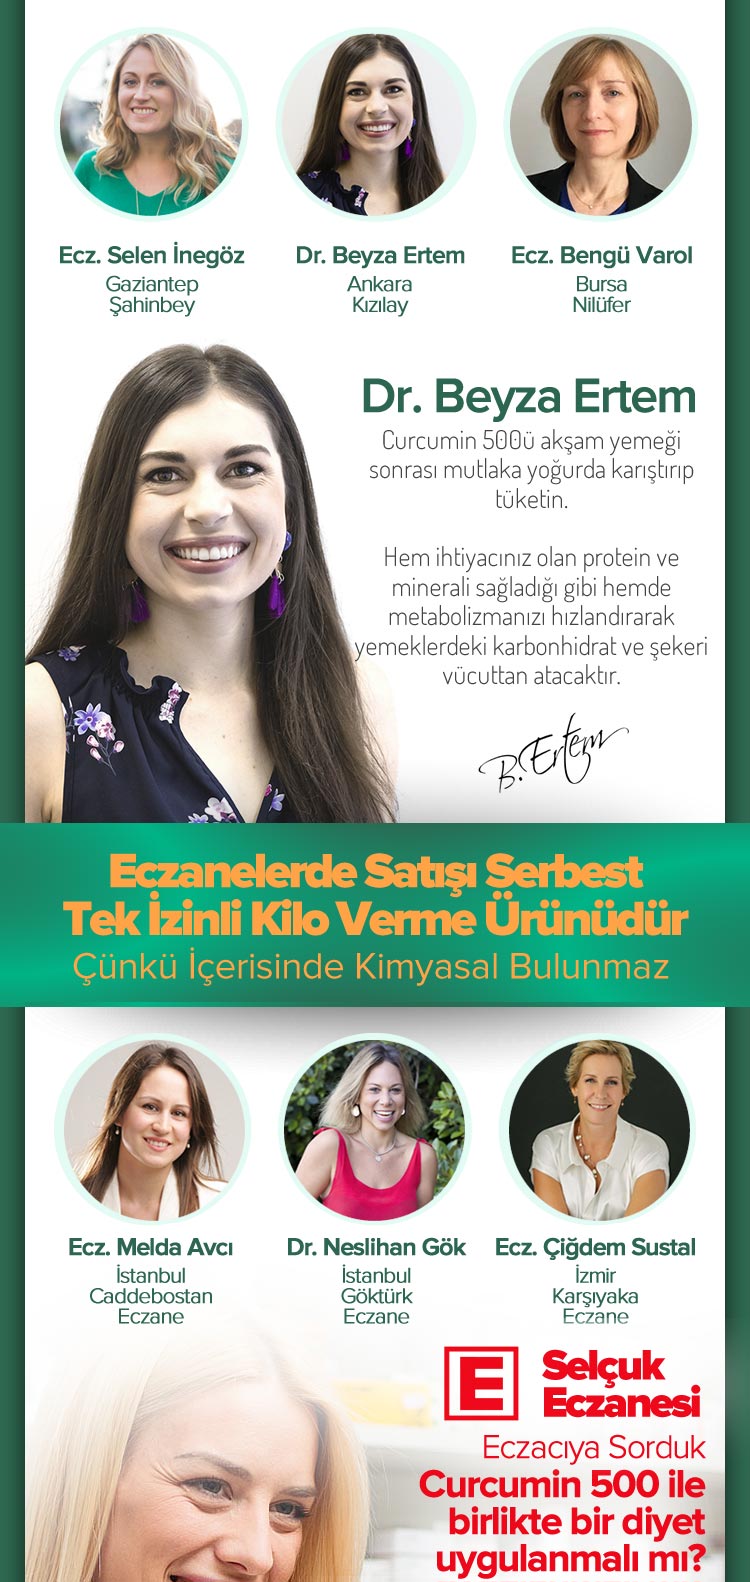 Ecz. Selen İnegöz
Gaziantep
Şahinbey
Dr. Beyza Ertem
Ankara
Kızılay
Ecz. Bengü Varol
Bursa
Nilüfer
Dr. Beyza Ertem
Curcumin 500ü akşam yemeği
sonrası mutlaka yoğurda karıştırıp
tüketin.
Hem ihtiyacınız olan protein ve
minerali sağladığı gibi hemde
metabolizmanızı hızlandırarak
yemeklerdeki karbonhidrat ve şekeri
vücuttan atacaktır.
B. Ertem
Eczanelerde Satışı Serbest
Tek İzinli Kilo Verme Ürünüdür
Çünkü İçerisinde Kimyasal Bulunmaz
Ecz. Melda Avcı
İstanbul
Caddebostan
Eczane
Dr. Neslihan Gök
İstanbul
Göktürk
Eczane
Ecz. Çiğdem Sustal
İzmir
Karşıyaka
Eczane
E
Selçuk
Eczanesi
Eczacıya Sorduk
Curcumin 500 ile
birlikte bir diyet
uygulanmalı mı?